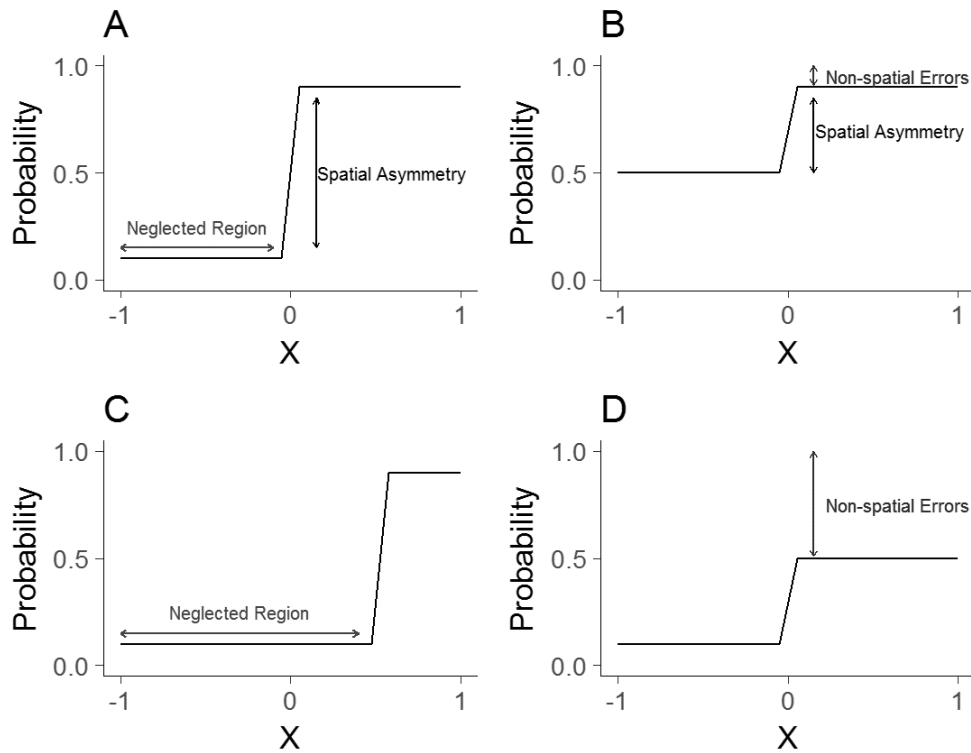 A
1.0
0.5
0.0
Probability
Spatial Asymmetry
Neglected Region
-1 0 1
X
B
1.0
0.5
0.0
Probability
Non-spatial Errors
Spatial Asymmetry
-1 0 1
X
C
1.0
0.5
0.0
Probability
Neglected Region
-1 0 1
X
D
1.0
0.5
0.0
Probability
Non-spatial Errors
-1 0 1
X